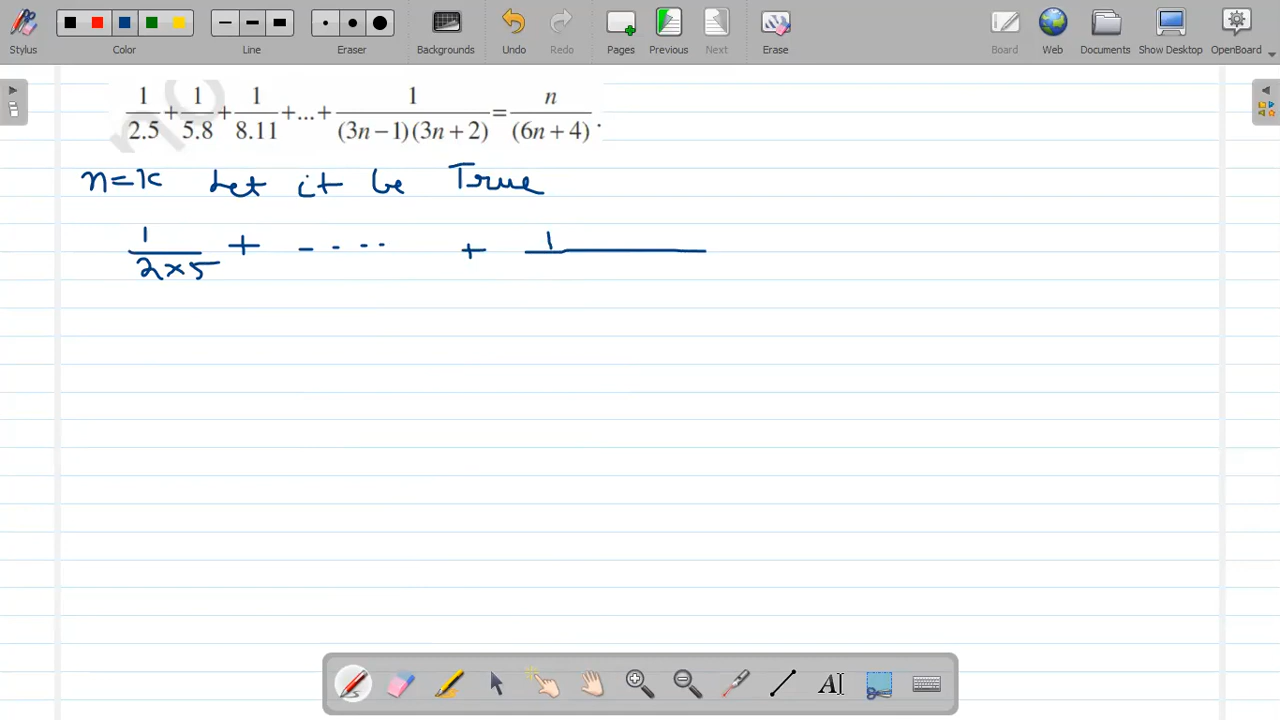 Stylus Color Line Eraser Backgrounds Undo Redo Pages Previous Next Erase Board Web Documents Show Desktop OpenBoard
1/2.5 + 1/5.8 + 1/8.11 + ... + 1/((3n−1)(3n+2)) = n/(6n+4) .
n=k Let it be True
1/2×5 + - - - - + 1/